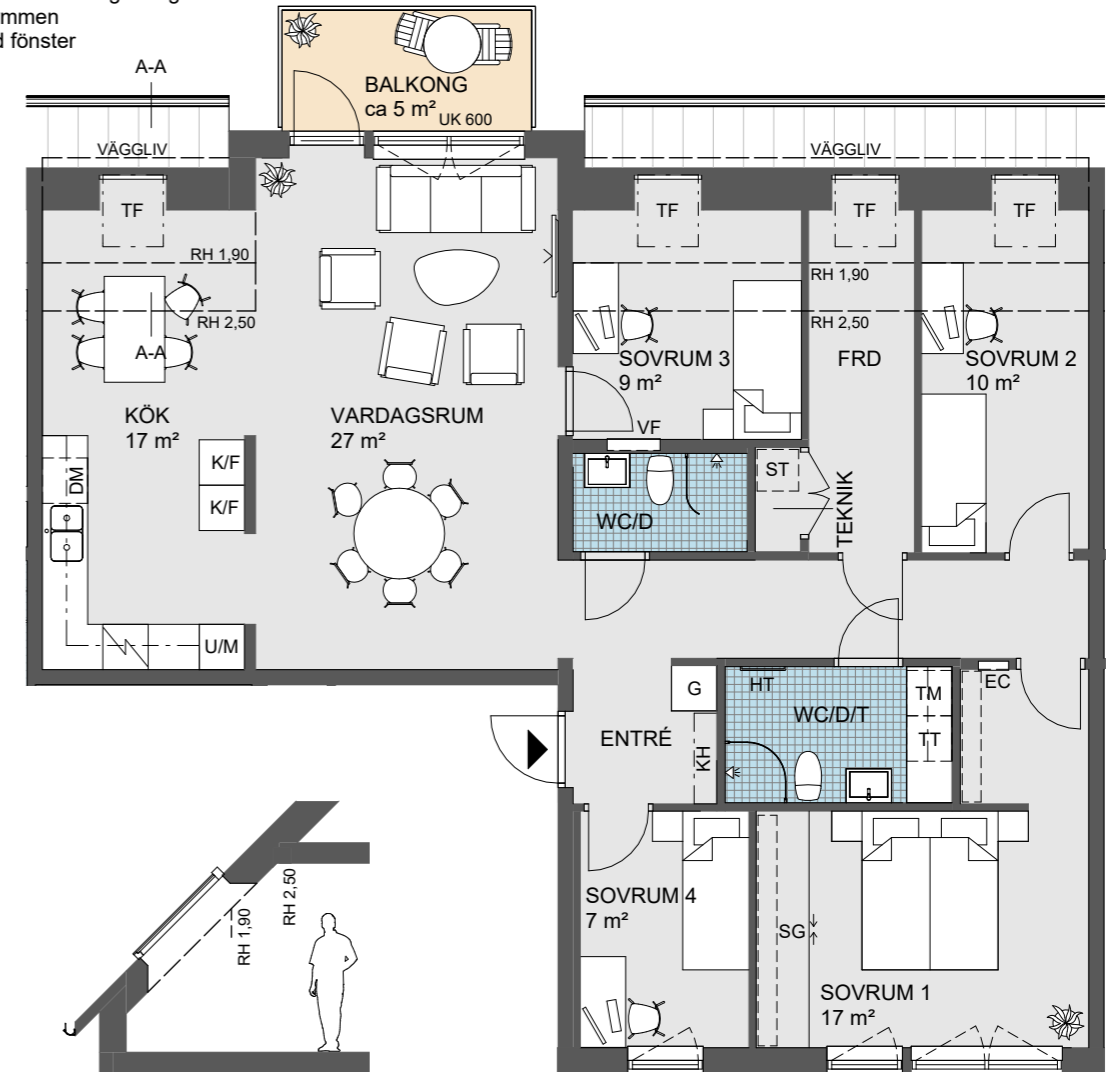 ommen
d fönster
A-A
BALKONG
ca 5 m²
UK 600
VÄGGLIV
VÄGGLIV
TF
TF
TF
TF
RH 1,90
RH 1,90
RH 2,50
RH 2,50
A-A
SOVRUM 3
9 m²
FRD
SOVRUM 2
10 m²
KÖK
17 m²
VARDAGSRUM
27 m²
VF
K/F
K/F
DM
ST
WC/D
TEKNIK
U/M
G
HT
WC/D/T
TM
TT
EC
ENTRÉ
KH
SOVRUM 4
7 m²
SG
SOVRUM 1
17 m²
RH 1,90
RH 2,50